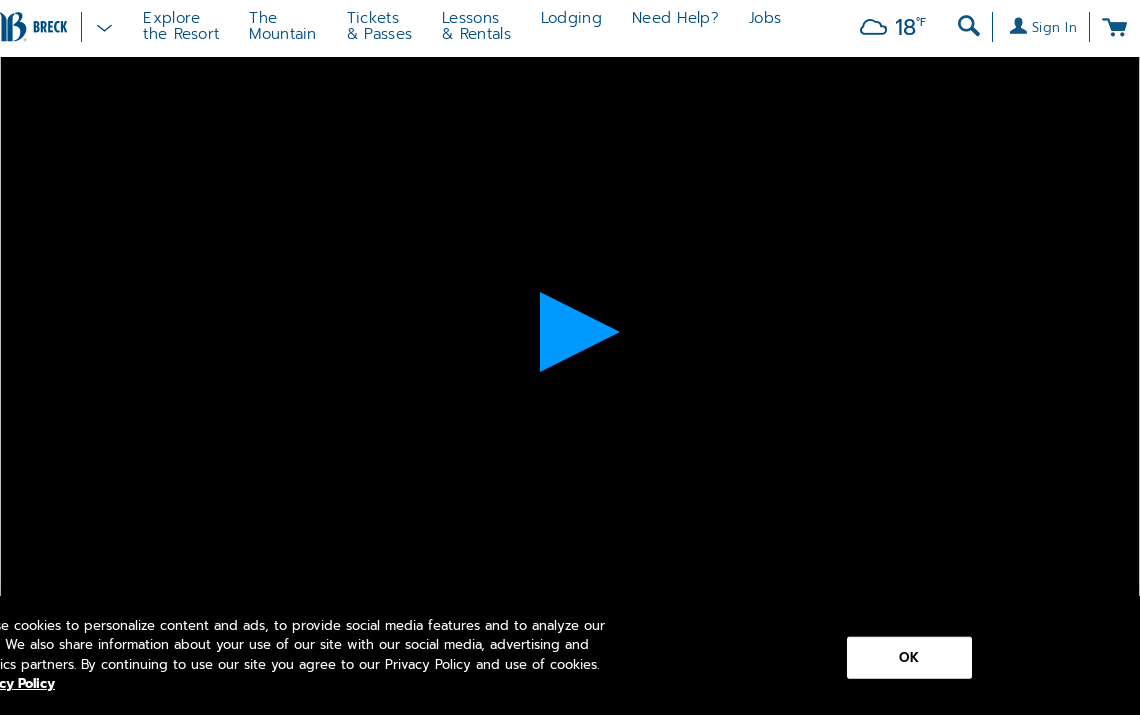 BRECK
Explore
the Resort
The
Mountain
Tickets
& Passes
Lessons
& Rentals
Lodging
Need Help?
Jobs
18°F
Sign In
cookies to personalize content and ads, to provide social media features and to analyze our
We also share information about your use of our site with our social media, advertising and
partners. By continuing to use our site you agree to our Privacy Policy and use of cookies.
Policy
OK